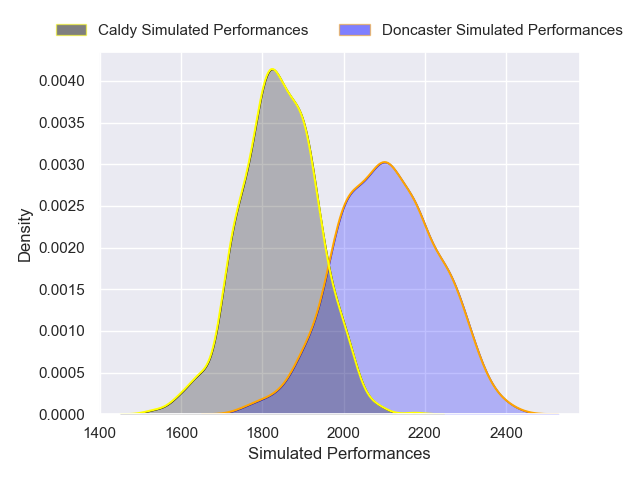 Caldy Simulated Performances Doncaster Simulated Performances
0.0040
0.0035
0.0030
0.0025
0.0020
0.0015
0.0010
0.0005
0.0000
Density
1400 1600 1800 2000 2200 2400
Simulated Performances